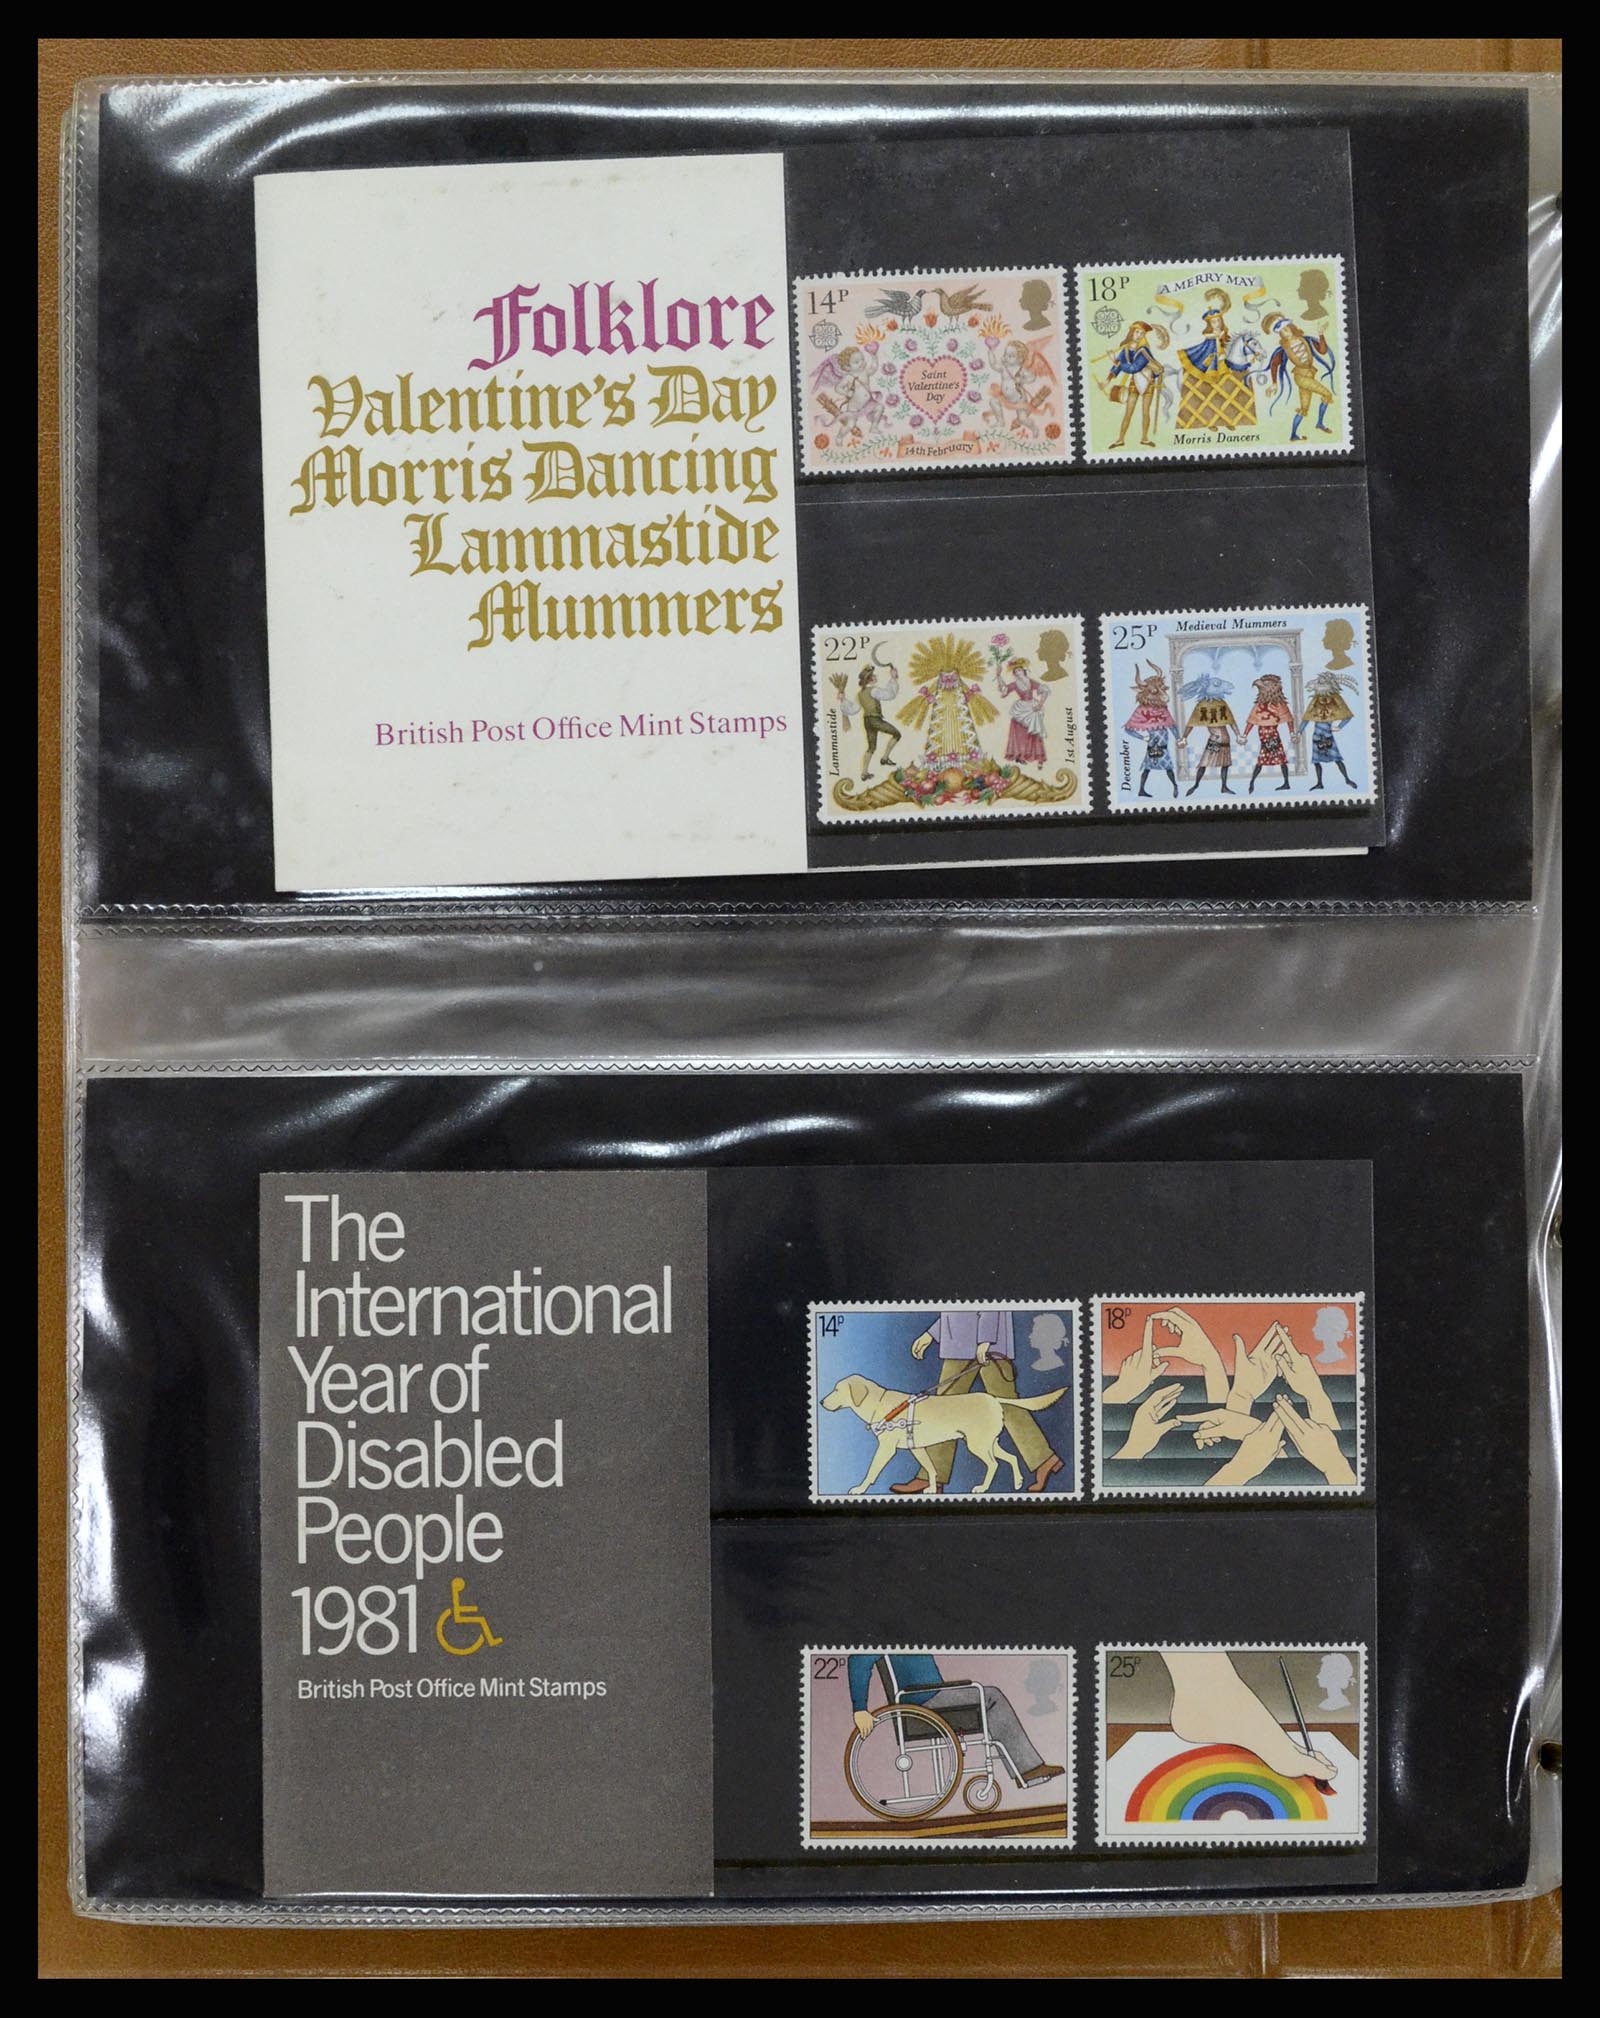 Folklore
Valentine's Day
Morris Dancing
Lammastide
Mummers
British Post Office Mint Stamps
14P
Saint
Valentine's
Day
14th February
18P
A MERRY MAY
Morris Dancers
22P
Lammastide
1st August
25P
Medieval Mummers
December
The
International
Year of
Disabled
People
1981
British Post Office Mint Stamps
14P
18P
22P
25P